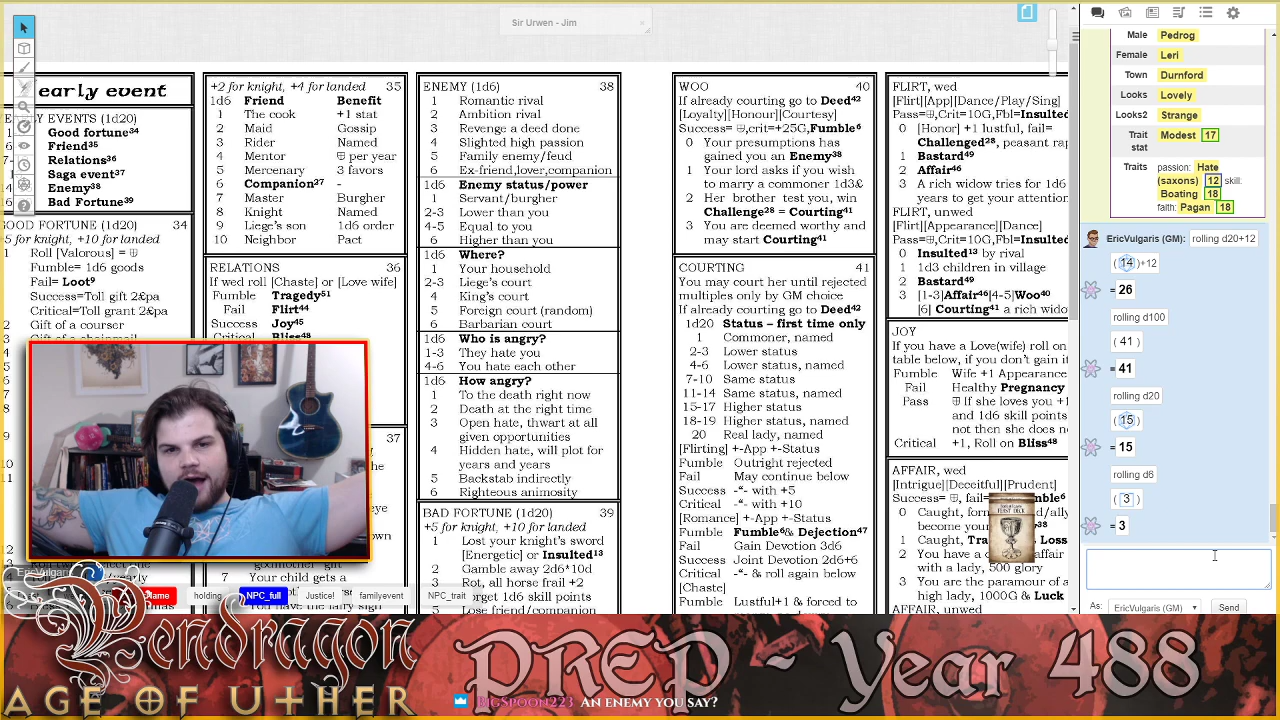 Sir Urwen - Jim
early event
Y EVENTS (1d20)
Good fortune³⁴
Friend³⁵
Relations³⁶
Saga event³⁷
Enemy³⁸
Bad Fortune³⁹
GOOD FORTUNE (1d20) 34
+5 for knight, +10 for landed
Roll [Valorous] =
Fumble= 1d6 goods
Fail= Loot⁹
Success=Toll gift 2£pa
Critical=Toll grant 2£pa
Gift of a courser
+2 for knight, +4 for landed 35
1d6 Friend Benefit
1 The cook +1 stat
2 Maid Gossip
3 Rider Named
4 Mentor per year
5 Mercenary 3 favors
6 Companion²⁷ -
7 Master Burgher
8 Knight Named
9 Liege's son 1d6 order
10 Neighbor Pact
RELATIONS 36
If wed roll [Chaste] or [Love wife]
Fumble Tragedy⁵¹
Fail Flirt⁴⁴
Success Joy⁴⁵
Critical Bliss⁴⁸
37
7 Your child gets a
ENEMY (1d6) 38
1 Romantic rival
2 Ambition rival
3 Revenge a deed done
4 Slighted high passion
5 Family enemy/feud
6 Ex-friend,lover,companion
1d6 Enemy status/power
1 Servant/burgher
2-3 Lower than you
4-5 Equal to you
6 Higher than you
1d6 Where?
1 Your household
2-3 Liege's court
4 King's court
5 Foreign court (random)
6 Barbarian court
1d6 Who is angry?
1-3 They hate you
4-6 You hate each other
1d6 How angry?
1 To the death right now
2 Death at the right time
3 Open hate, thwart at all
given opportunities
4 Hidden hate, will plot for
years and years
5 Backstab indirectly
6 Righteous animosity
BAD FORTUNE (1d20) 39
+5 for knight, +10 for landed
1 Lost your knight's sword
[Energetic] or Insulted¹³
2 Gamble away 2d6*10d
3 Rot, all horse frail +2
4 Forget 1d6 skill points
5 Lose friend/companion
WOO 40
If already courting go to Deed⁴²
[Loyalty][Honour][Courtesy]
Success= ,crit=+25G,Fumble⁶
0 Your presumptions has
gained you an Enemy³⁸
1 Your lord asks if you wish
to marry a commoner 1d3£
2 Her brother test you, win
Challenge²⁸ = Courting⁴¹
3 You are deemed worthy and
may start Courting⁴¹
COURTING 41
You may court her until rejected
multiples only by GM choice
If already courting go to Deed⁴²
1d20 Status – first time only
1 Commoner, named
2-3 Lower status
4-6 Lower status, named
7-10 Same status
11-14 Same status, named
15-17 Higher status
18-19 Higher status, named
20 Real lady, named
[Flirting] +-App +-Status
Fumble Outright rejected
Fail May continue below
Success -“- with +5
Critical -“- with +10
[Romance] +-App +-Status
Fumble Fumble⁶& Dejection⁴⁷
Fail Gain Devotion 3d6
Success Joint Devotion 2d6+6
Critical -“- & roll again below
[Chaste]
Fumble Lustful+1 & forced to
FLIRT, wed
[Flirt][App][Dance/Play/Sing]
Pass= ,Crit=10G,Fbl=Insulted
0 [Honor] +1 lustful, fail=
Challenged²⁸, peasant rap
1 Bastard⁴⁹
2 Affair⁴⁶
3 A rich widow tries for 1d6
years to get your attention
FLIRT, unwed
[Flirt][Appearance][Dance]
Pass= ,Crit=10G,Fbl=Insulted
0 Insulted¹³ by rival
1 1d3 children in village
2 Bastard⁴⁹
3 [1-3]Affair⁴⁶[4-5]Woo⁴⁰
[6] Courting⁴¹ a rich wido
JOY
If you have a Love(wife) roll on
table below, if you don't gain it
Fumble Wife +1 Appearance
Fail Healthy Pregnancy
Pass If she loves you +1
and 1d6 skill points
not then she does no
Critical +1, Roll on Bliss⁴⁸
AFFAIR, wed
[Intrigue][Deceitful][Prudent]
Success= , fail=
0 Caught,
become your
1 Caught,
2 You have a affair
with a lady, 500 glory
3 You are the paramour of a
high lady, 1000G & Luck
AFFAIR, unwed
Male Pedrog
Female Leri
Town Durnford
Looks Lovely
Looks2 Strange
Trait stat Modest 17
Traits passion: Hate
(saxons) 12 skill:
Boating 18
faith: Pagan 18
EricVulgaris (GM): rolling d20+12
(14)+12
= 26
rolling d100
(41)
= 41
rolling d20
(15)
= 15
rolling d6
(3)
= 3
As: EricVulgaris (GM) Send
EricVulgari
name holding NPC_full Justice! familyevent NPC_trait
Pendragon
AGE OF UTHER
PREP - Year 488
BIGSPOON223 AN ENEMY YOU SAY?